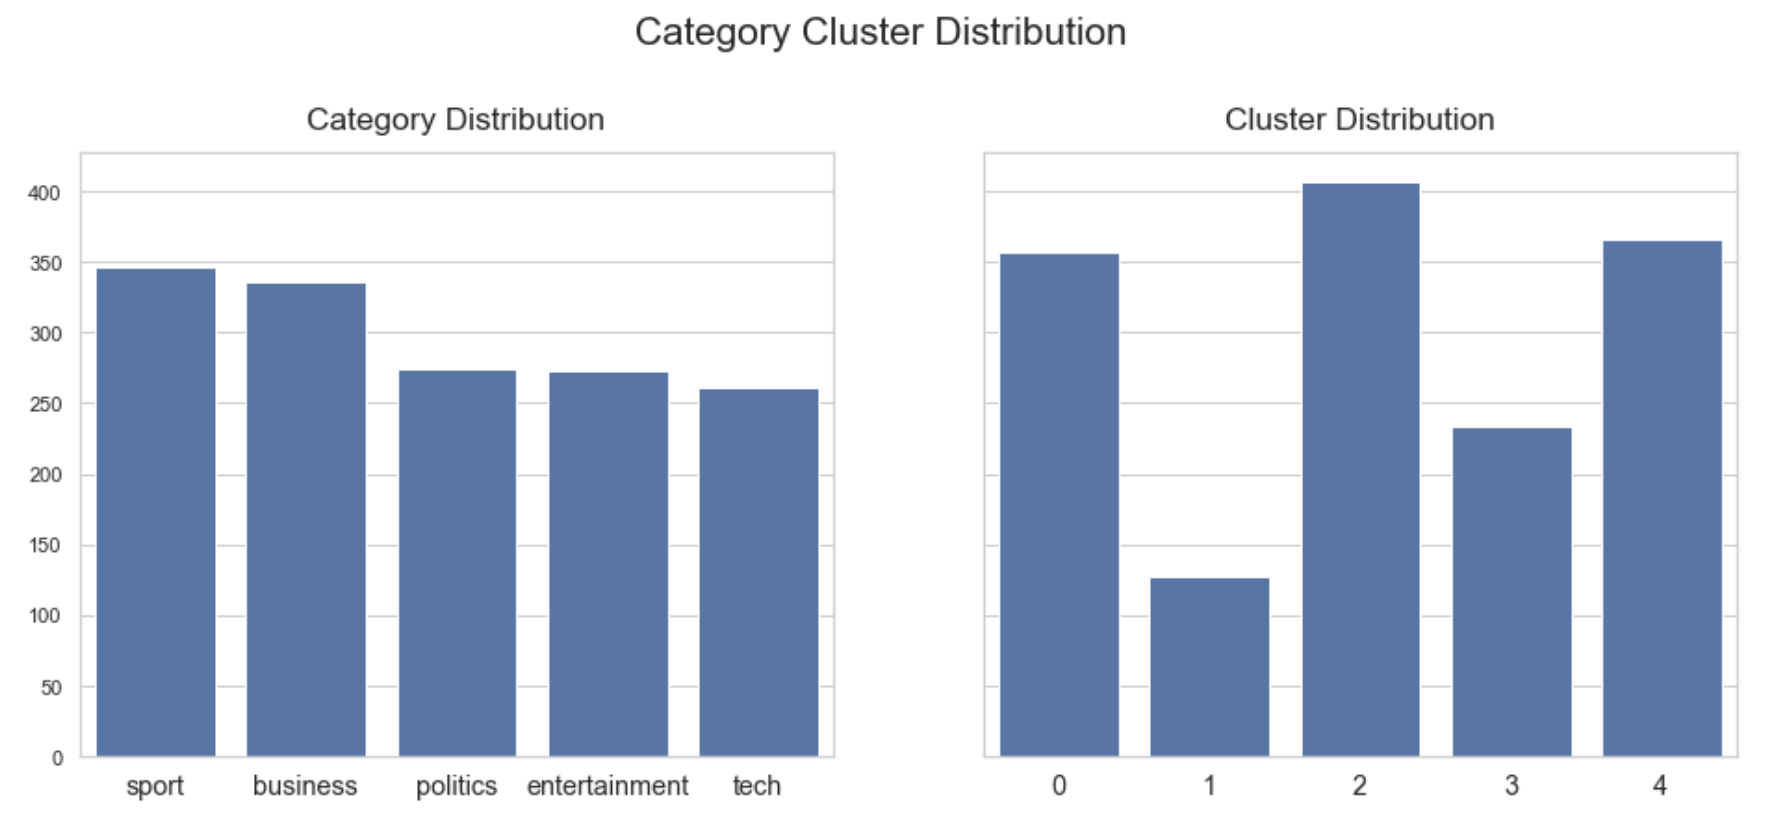 Category Cluster Distribution
Category Distribution
400
350
300
250
200
150
100
50
0
sport business politics entertainment tech
Cluster Distribution
0 1 2 3 4